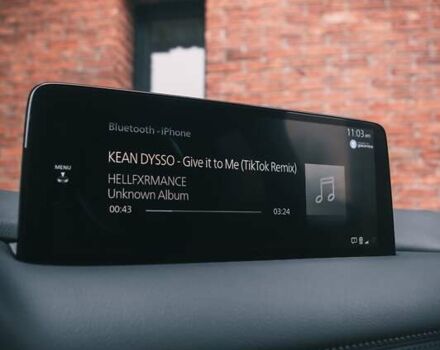 Bluetooth - iPhone
11:03 AM
MENU
KEAN DYSSO - Give it to Me (TikTok Remix)
HELLFXRMANCE
Unknown Album
00:43
03:24